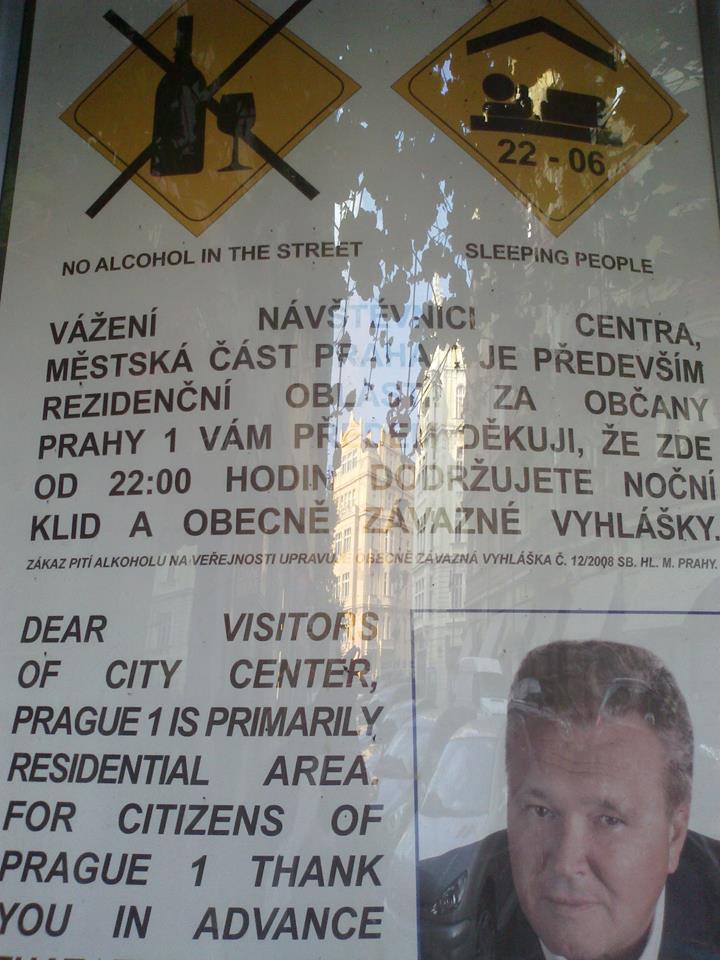 22 - 06
NO ALCOHOL IN THE STREET
SLEEPING PEOPLE
VÁŽENÍ NÁVŠTĚVNÍCI CENTRA,
MĚSTSKÁ ČÁST PRAHA 1 JE PŘEDEVŠÍM
REZIDENČNÍ OBLASTÍ. ZA OBČANY
PRAHY 1 VÁM PŘEDEM DĚKUJI, ŽE ZDE
OD 22:00 HODIN DODRŽUJETE NOČNÍ
KLID A OBECNĚ ZÁVAZNÉ VYHLÁŠKY.
ZÁKAZ PITÍ ALKOHOLU NA VEŘEJNOSTI UPRAVUJE OBECNĚ ZÁVAZNÁ VYHLÁŠKA Č. 12/2008 SB. HL. M. PRAHY.
DEAR VISITORS
OF CITY CENTER,
PRAGUE 1 IS PRIMARILY
RESIDENTIAL AREA.
FOR CITIZENS OF
PRAGUE 1 THANK
YOU IN ADVANCE